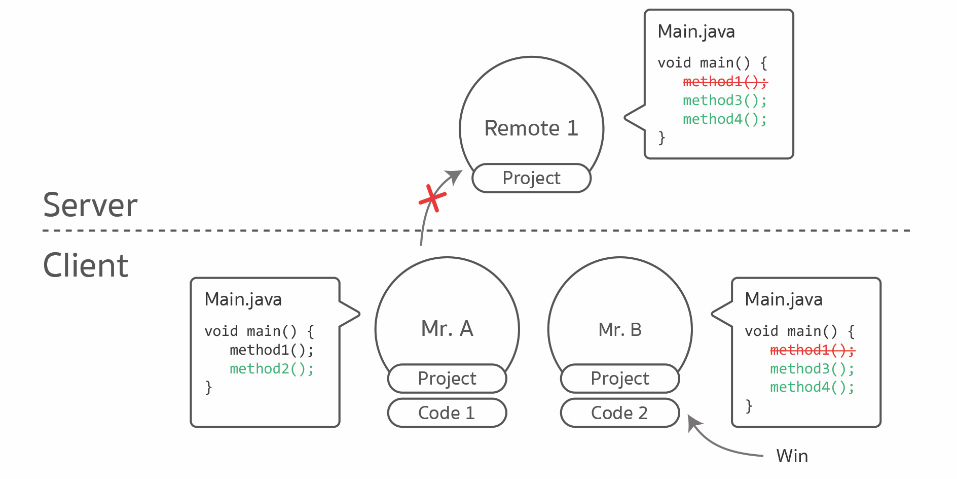 Main.java
void main() {
method1();
method3();
method4();
}
Remote 1
Project
Server
Client
Main.java
void main() {
method1();
method2();
}
Mr. A
Project
Code 1
Mr. B
Project
Code 2
Main.java
void main() {
method1();
method3();
method4();
}
Win